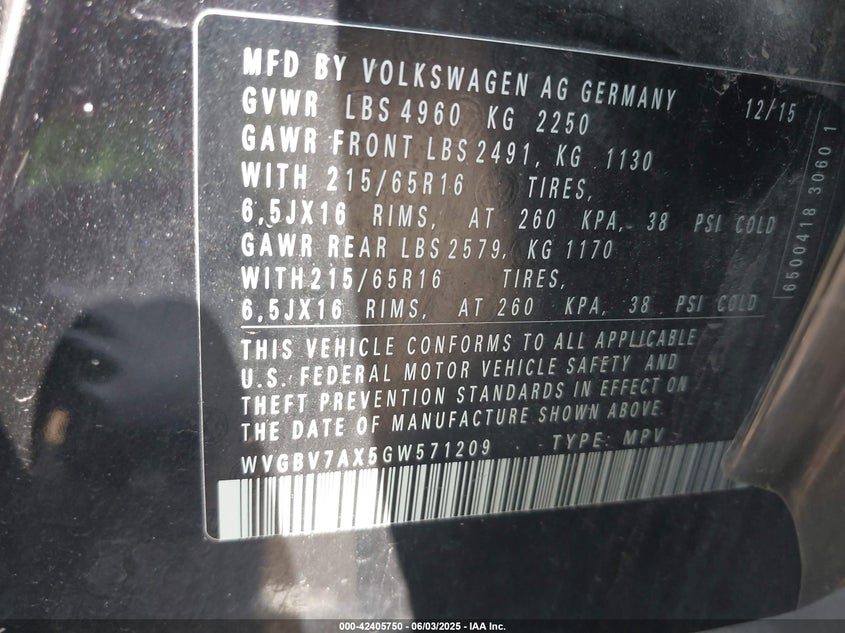 MFD BY VOLKSWAGEN AG GERMANY 12/15
GVWR LBS 4960 KG 2250
GAWR FRONT LBS 2491, KG 1130
WITH 215/65R16 TIRES,
6,5JX16 RIMS, AT 260 KPA, 38 PSI COLD
GAWR REAR LBS 2579, KG 1170
WITH 215/65R16 TIRES,
6,5JX16 RIMS, AT 260 KPA, 38 PSI COLD
6500418 3060 1
THIS VEHICLE CONFORMS TO ALL APPLICABLE
U.S. FEDERAL MOTOR VEHICLE SAFETY AND
THEFT PREVENTION STANDARDS IN EFFECT ON
THE DATE OF MANUFACTURE SHOWN ABOVE.
WVGBV7AX5GW571209 TYPE: MPV
000-42405750 - 06/03/2025 - IAA Inc.